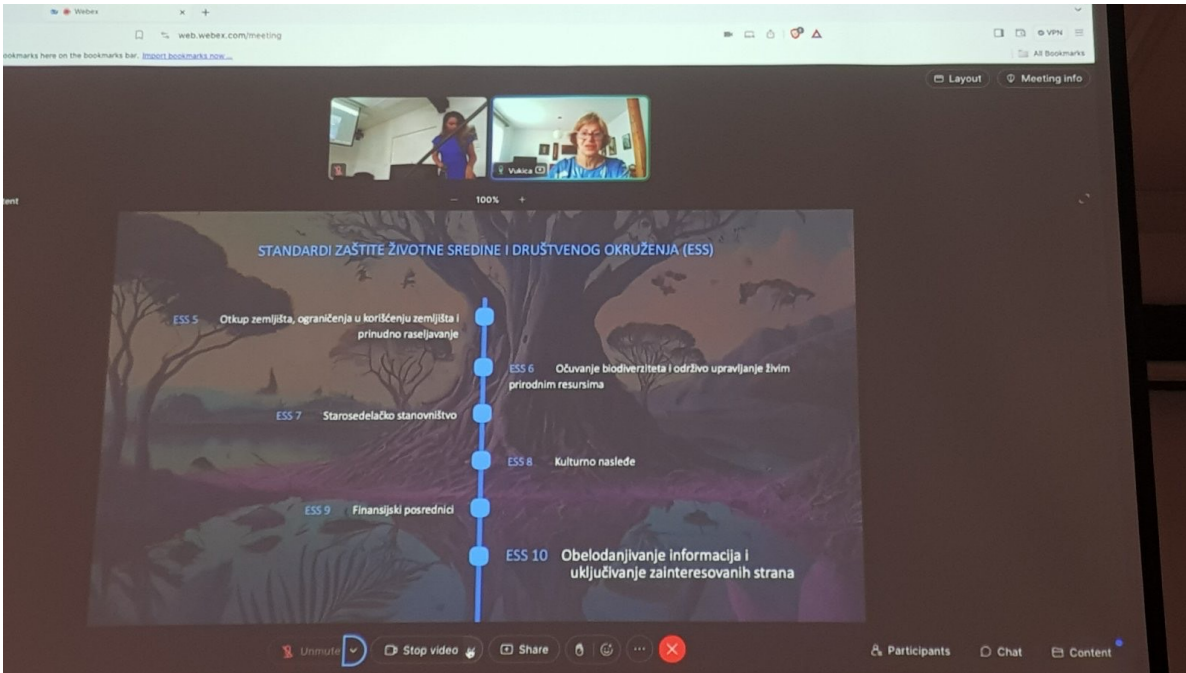 Webex
web.webex.com/meeting
VPN
ookmarks here on the bookmarks bar. Import bookmarks now ...
All Bookmarks
Layout
Meeting info
Vukica
tent
100%
STANDARDI ZAŠTITE ŽIVOTNE SREDINE I DRUŠTVENOG OKRUŽENJA (ESS)
ESS 5 Otkup zemljišta, ograničenja u korišćenju zemljišta i
prinudno raseljavanje
ESS 6 Očuvanje biodiverziteta i održivo upravljanje živim
prirodnim resursima
ESS 7 Starosedelačko stanovništvo
ESS 8 Kulturno nasleđe
ESS 9 Finansijski posrednici
ESS 10 Obelodanjivanje informacija i
uključivanje zainteresovanih strana
Unmute
Stop video
Share
Participants
Chat
Content